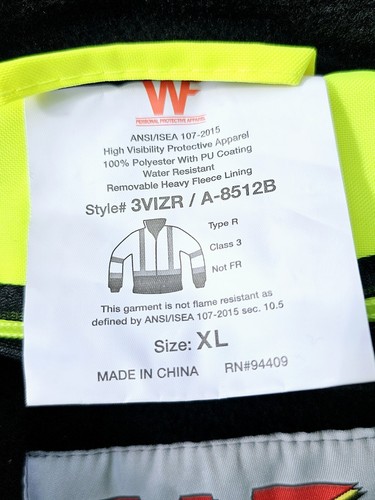 WF
PERSONAL PROTECTIVE APPAREL
ANSI/ISEA 107-2015
High Visibility Protective Apparel
100% Polyester With PU Coating
Water Resistant
Removable Heavy Fleece Lining
Style# 3VIZR / A-8512B
Type R
Class 3
Not FR
This garment is not flame resistant as
defined by ANSI/ISEA 107-2015 sec. 10.5
Size: XL
MADE IN CHINA RN#94409